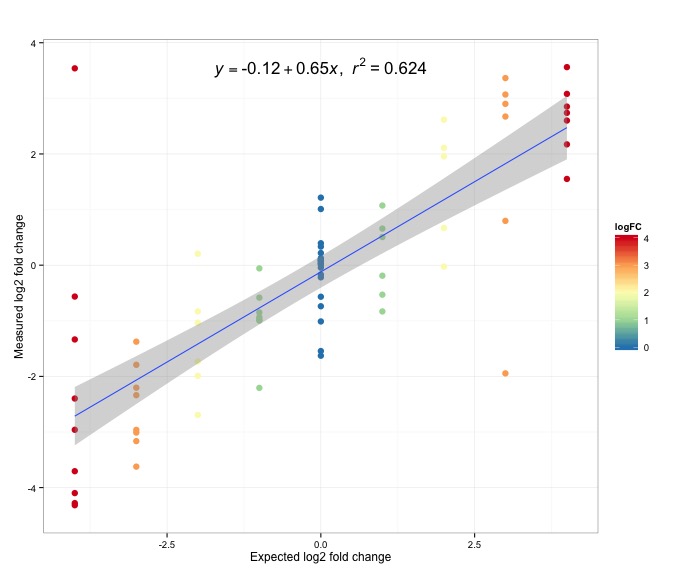 y = -0.12 + 0.65x, r² = 0.624
4
2
0
-2
-4
Measured log2 fold change
-2.5 0.0 2.5
Expected log2 fold change
logFC
4
3
2
1
0